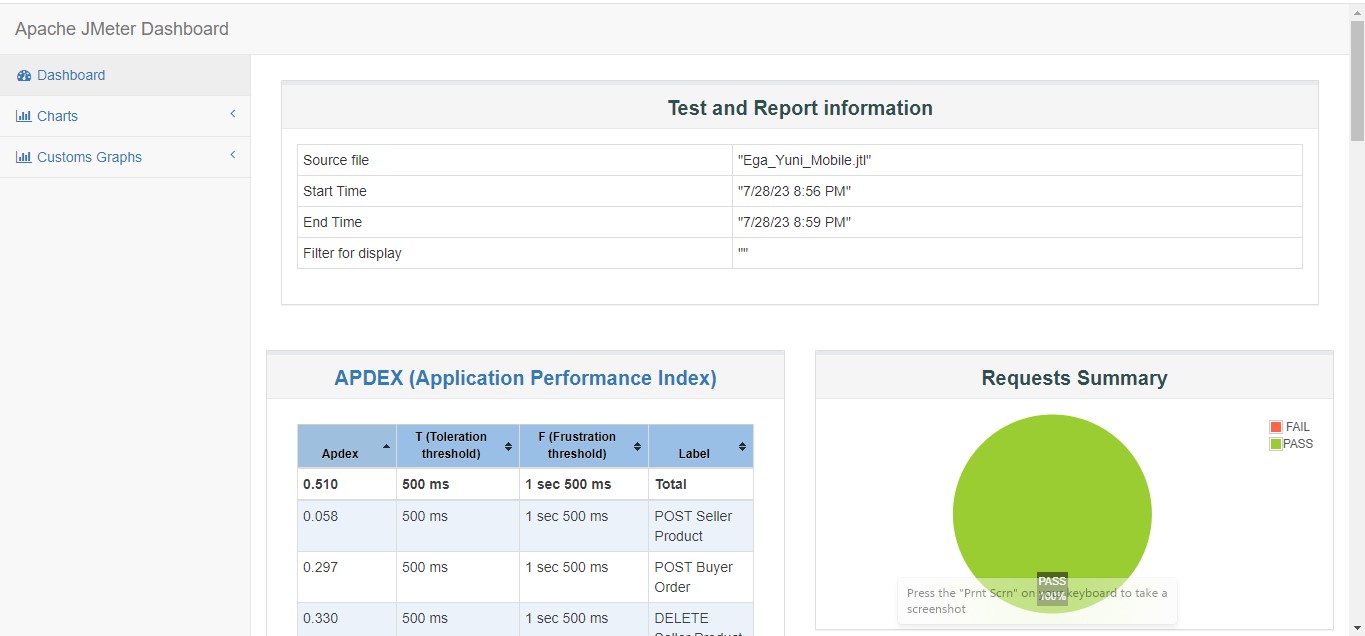 Apache JMeter Dashboard
Dashboard
Charts
Customs Graphs
Test and Report information
Source file "Ega_Yuni_Mobile.jtl"
Start Time "7/28/23 8:56 PM"
End Time "7/28/23 8:59 PM"
Filter for display ""
APDEX (Application Performance Index)
Apdex T (Toleration threshold) F (Frustration threshold) Label
0.510 500 ms 1 sec 500 ms Total
0.058 500 ms 1 sec 500 ms POST Seller
Product
0.297 500 ms 1 sec 500 ms POST Buyer
Order
0.330 500 ms 1 sec 500 ms DELETE
Seller Product
Requests Summary
FAIL
PASS
PASS
100%
Press the "Prnt Scrn" on your keyboard to take a
screenshot